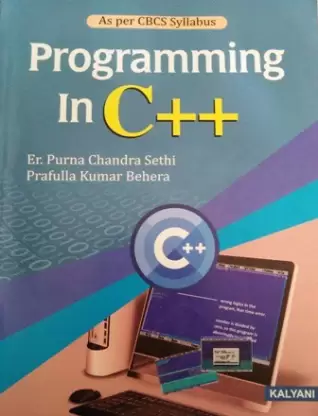 As per CBCS Syllabus
Programming
In C++
Er. Purna Chandra Sethi
Prafulla Kumar Behera
C++
KALYANI